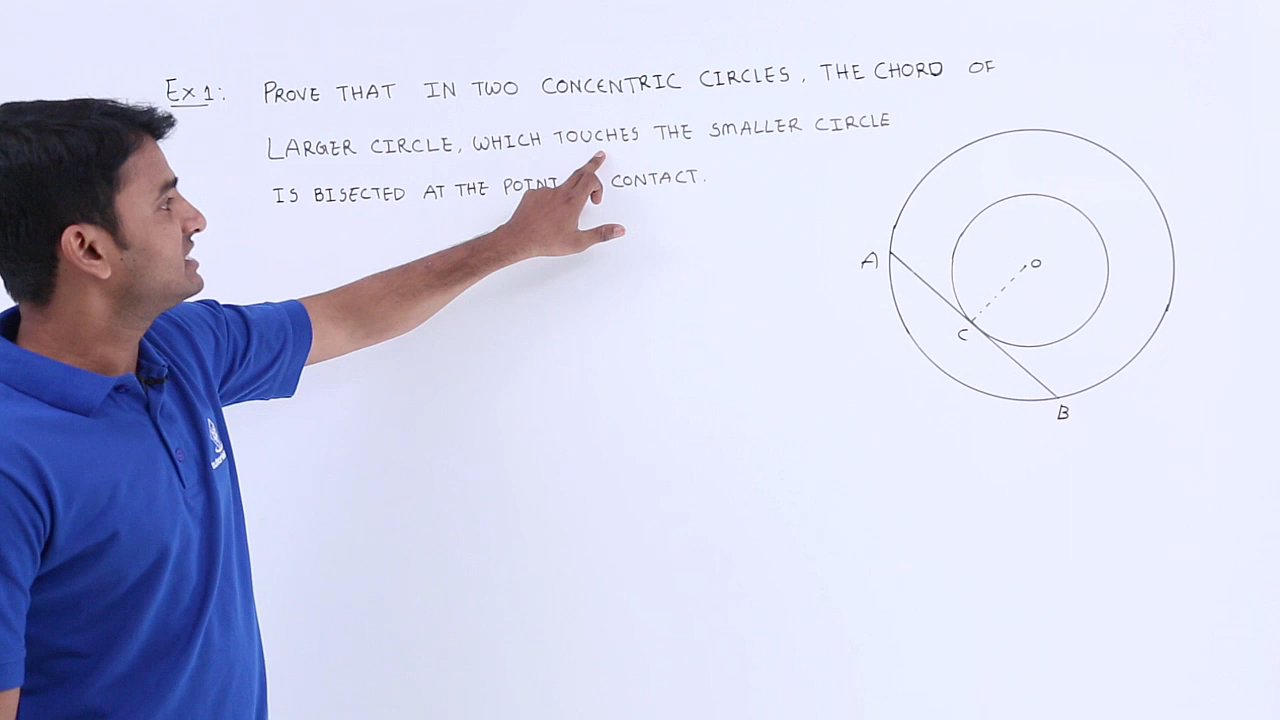 Ex 1: PROVE THAT IN TWO CONCENTRIC CIRCLES, THE CHORD OF
LARGER CIRCLE, WHICH TOUCHES THE SMALLER CIRCLE
IS BISECTED AT THE POINT CONTACT.
A
O
C
B